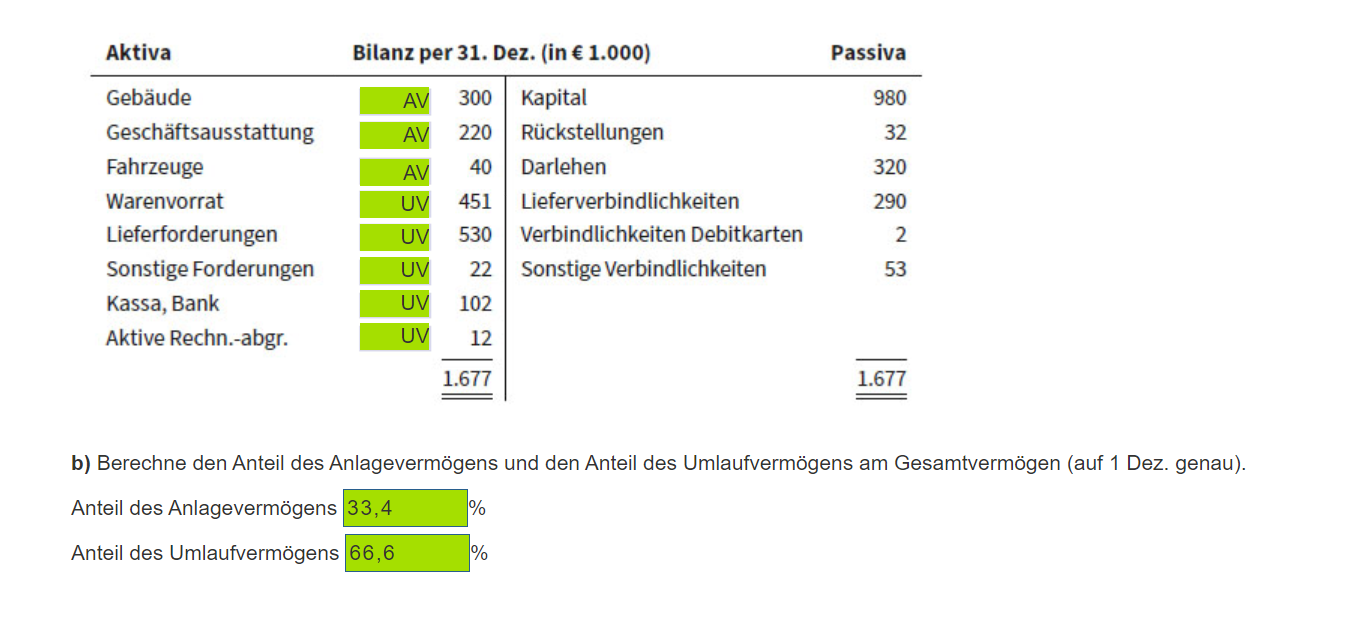 Aktiva Bilanz per 31. Dez. (in € 1.000) Passiva
Gebäude AV 300 Kapital 980
Geschäftsausstattung AV 220 Rückstellungen 32
Fahrzeuge AV 40 Darlehen 320
Warenvorrat UV 451 Lieferverbindlichkeiten 290
Lieferforderungen UV 530 Verbindlichkeiten Debitkarten 2
Sonstige Forderungen UV 22 Sonstige Verbindlichkeiten 53
Kassa, Bank UV 102
Aktive Rechn.-abgr. UV 12
1.677 1.677
b) Berechne den Anteil des Anlagevermögens und den Anteil des Umlaufvermögens am Gesamtvermögen (auf 1 Dez. genau).
Anteil des Anlagevermögens 33,4 %
Anteil des Umlaufvermögens 66,6 %